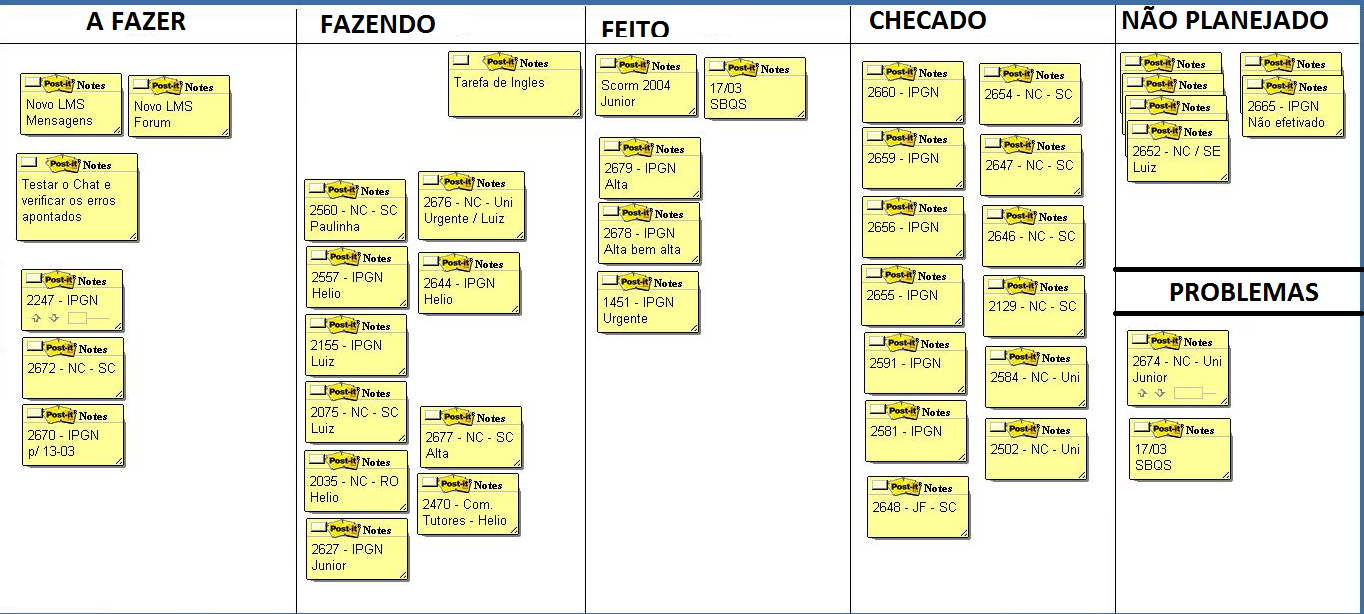 A FAZER
Post-it® Notes
Novo LMS
Mensagens
Post-it® Notes
Novo LMS
Forum
Post-it® Notes
Testar o Chat e
verificar os erros
apontados
Post-it® Notes
2247 - IPGN
Post-it® Notes
2672 - NC - SC
Post-it® Notes
2670 - IPGN
p/ 13-03
FAZENDO
Post-it® Notes
Tarefa de Ingles
Post-it® Notes
2560 - NC - SC
Paulinha
Post-it® Notes
2676 - NC - Uni
Urgente / Luiz
Post-it® Notes
2557 - IPGN
Helio
Post-it® Notes
2644 - IPGN
Helio
Post-it® Notes
2155 - IPGN
Luiz
Post-it® Notes
2075 - NC - SC
Luiz
Post-it® Notes
2677 - NC - SC
Alta
Post-it® Notes
2035 - NC - RO
Helio
Post-it® Notes
2470 - Com.
Tutores - Helio
Post-it® Notes
2627 - IPGN
Junior
FEITO
Post-it® Notes
Scorm 2004
Junior
Post-it® Notes
17/03
SBQS
Post-it® Notes
2679 - IPGN
Alta
Post-it® Notes
2678 - IPGN
Alta bem alta
Post-it® Notes
1451 - IPGN
Urgente
CHECADO
Post-it® Notes
2660 - IPGN
Post-it® Notes
2654 - NC - SC
Post-it® Notes
2659 - IPGN
Post-it® Notes
2647 - NC - SC
Post-it® Notes
2656 - IPGN
Post-it® Notes
2646 - NC - SC
Post-it® Notes
2655 - IPGN
Post-it® Notes
2129 - NC - SC
Post-it® Notes
2591 - IPGN
Post-it® Notes
2584 - NC - Uni
Post-it® Notes
2581 - IPGN
Post-it® Notes
2502 - NC - Uni
Post-it® Notes
2648 - JF - SC
NÃO PLANEJADO
Post-it® Notes
Post-it® Notes
Post-it® Notes
Post-it® Notes
2652 - NC / SE
Luiz
Post-it® Notes
Post-it® Notes
2665 - IPGN
Não efetivado
PROBLEMAS
Post-it® Notes
2674 - NC - Uni
Junior
Post-it® Notes
17/03
SBQS